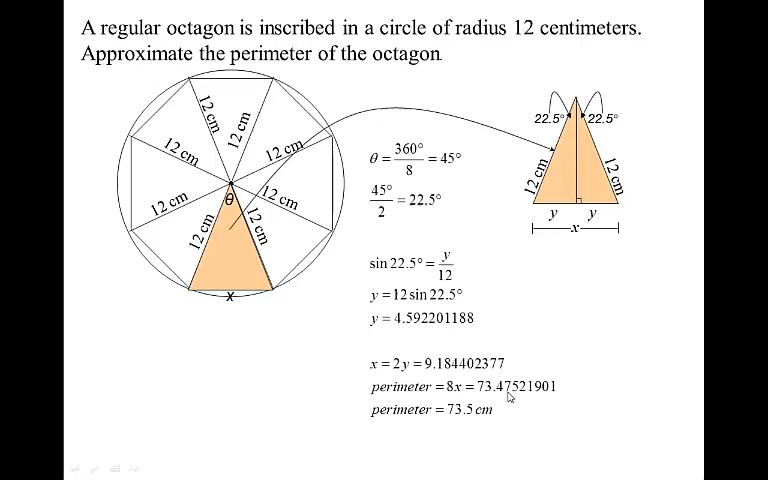 A regular octagon is inscribed in a circle of radius 12 centimeters.
Approximate the perimeter of the octagon.
12 cm
12 cm
12 cm
12 cm
12 cm
12 cm
12 cm
12 cm
θ
x
θ = 360° / 8 = 45°
45° / 2 = 22.5°
sin 22.5° = y / 12
y = 12 sin 22.5°
y = 4.592201188
x = 2y = 9.184402377
perimeter = 8x = 73.47521901
perimeter = 73.5 cm
22.5°
22.5°
12 cm
12 cm
y
y
x